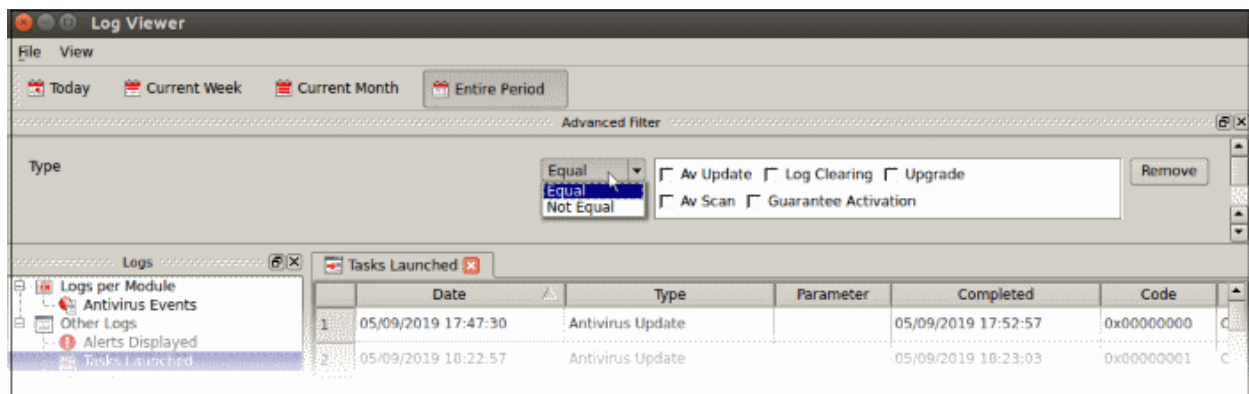 Log Viewer
File View
Today Current Week Current Month Entire Period
Advanced Filter
Type
Equal
Equal
Not Equal
Av Update Log Clearing Upgrade
Av Scan Guarantee Activation
Remove
Logs
Logs per Module
Antivirus Events
Other Logs
Alerts Displayed
Tasks Launched
Tasks Launched
Date Type Parameter Completed Code
1 05/09/2019 17:47:30 Antivirus Update 05/09/2019 17:52:57 0x00000000 C
2 05/09/2019 18:22:57 Antivirus Update 05/09/2019 18:23:03 0x00000001 C